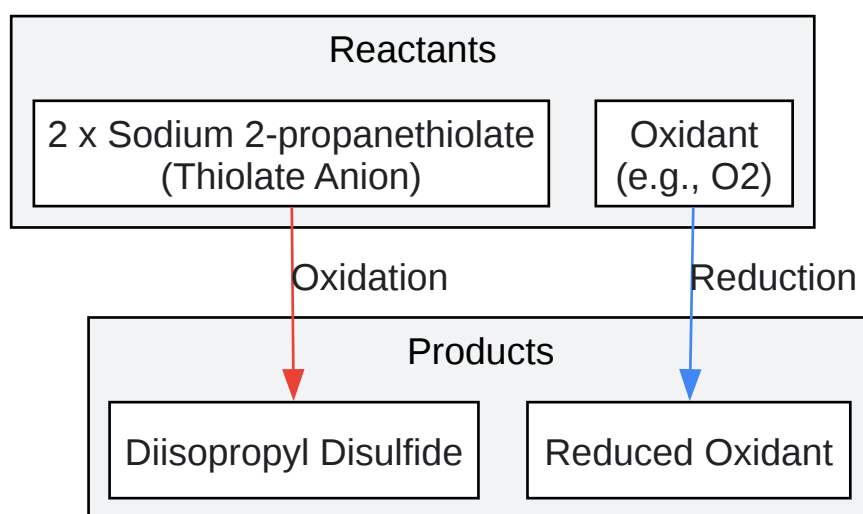 Reactants
2 x Sodium 2-propanethiolate
(Thiolate Anion)
Oxidant
(e.g., O2)
Oxidation
Reduction
Products
Diisopropyl Disulfide
Reduced Oxidant